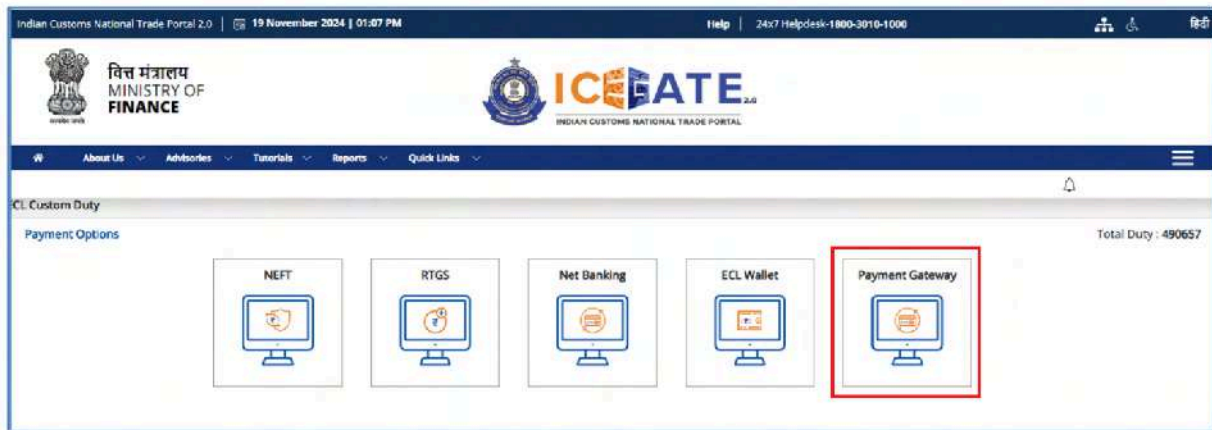 Indian Customs National Trade Portal 2.0 | 19 November 2024 | 01:07 PM
Help | 24x7 Helpdesk-1800-3010-1000
हिंदी
वित्त मंत्रालय
MINISTRY OF
FINANCE
ICEGATE 2.0
INDIAN CUSTOMS NATIONAL TRADE PORTAL
About Us Advisories Tutorials Reports Quick Links
CL Custom Duty
Payment Options
Total Duty : 490657
NEFT RTGS Net Banking ECL Wallet Payment Gateway